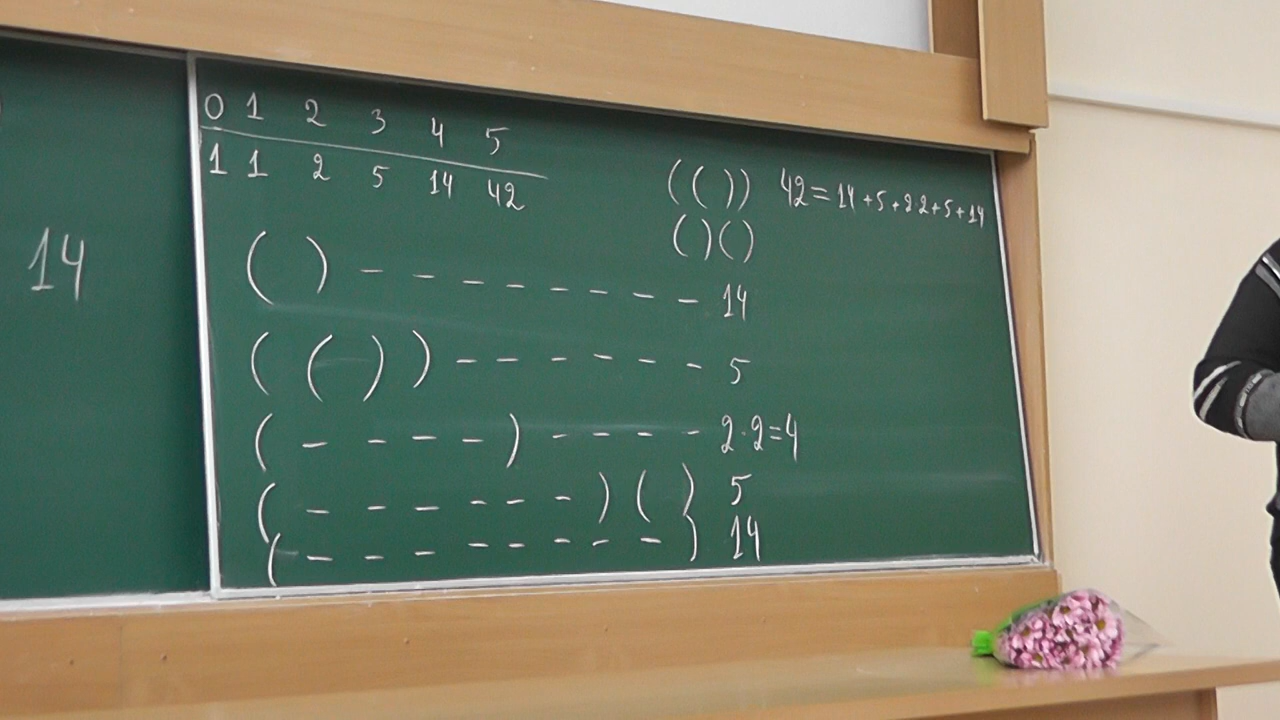 14
0 1 2 3 4 5
1 1 2 5 14 42
(()) 42=14+5+2·2+5+14
()()
( ) - - - - - - - - 14
( ( ) ) - - - - - - 5
( - - - - ) - - - - 2·2=4
( - - - - - - ) ( ) 5
( - - - - - - - - ) 14